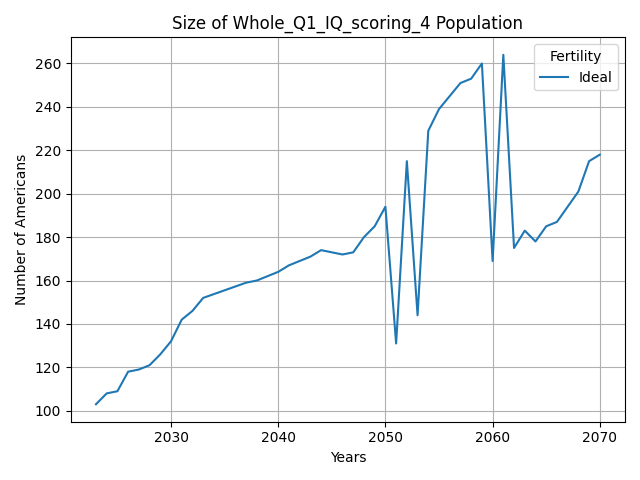 Size of Whole_Q1_IQ_scoring_4 Population
Fertility
Ideal
Number of Americans
260
240
220
200
180
160
140
120
100
2030 2040 2050 2060 2070
Years